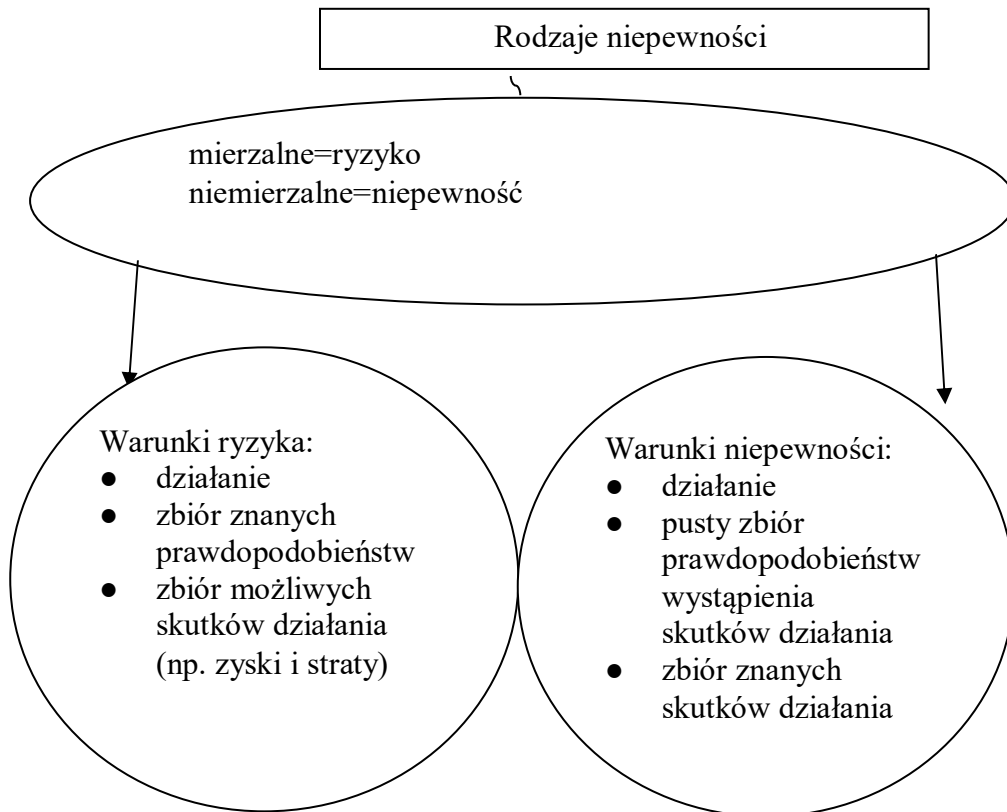 Rodzaje niepewności
mierzalne=ryzyko
niemierzalne=niepewność
Warunki ryzyka:
● działanie
● zbiór znanych
prawdopodobieństw
● zbiór możliwych
skutków działania
(np. zyski i straty)
Warunki niepewności:
● działanie
● pusty zbiór
prawdopodobieństw
wystąpienia
skutków działania
● zbiór znanych
skutków działania